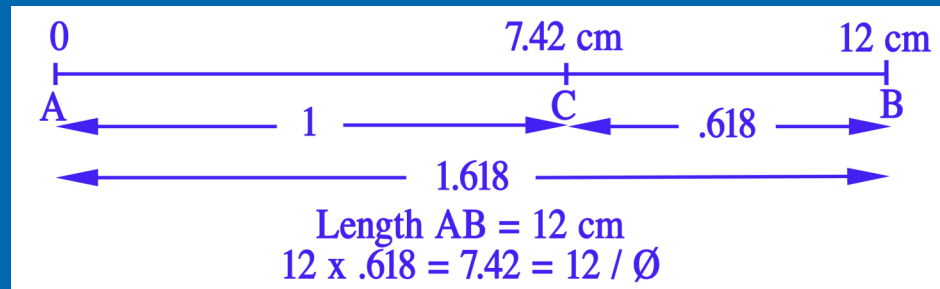 0 7.42 cm 12 cm
A C B
1 .618
1.618
Length AB = 12 cm
12 x .618 = 7.42 = 12 / Ø